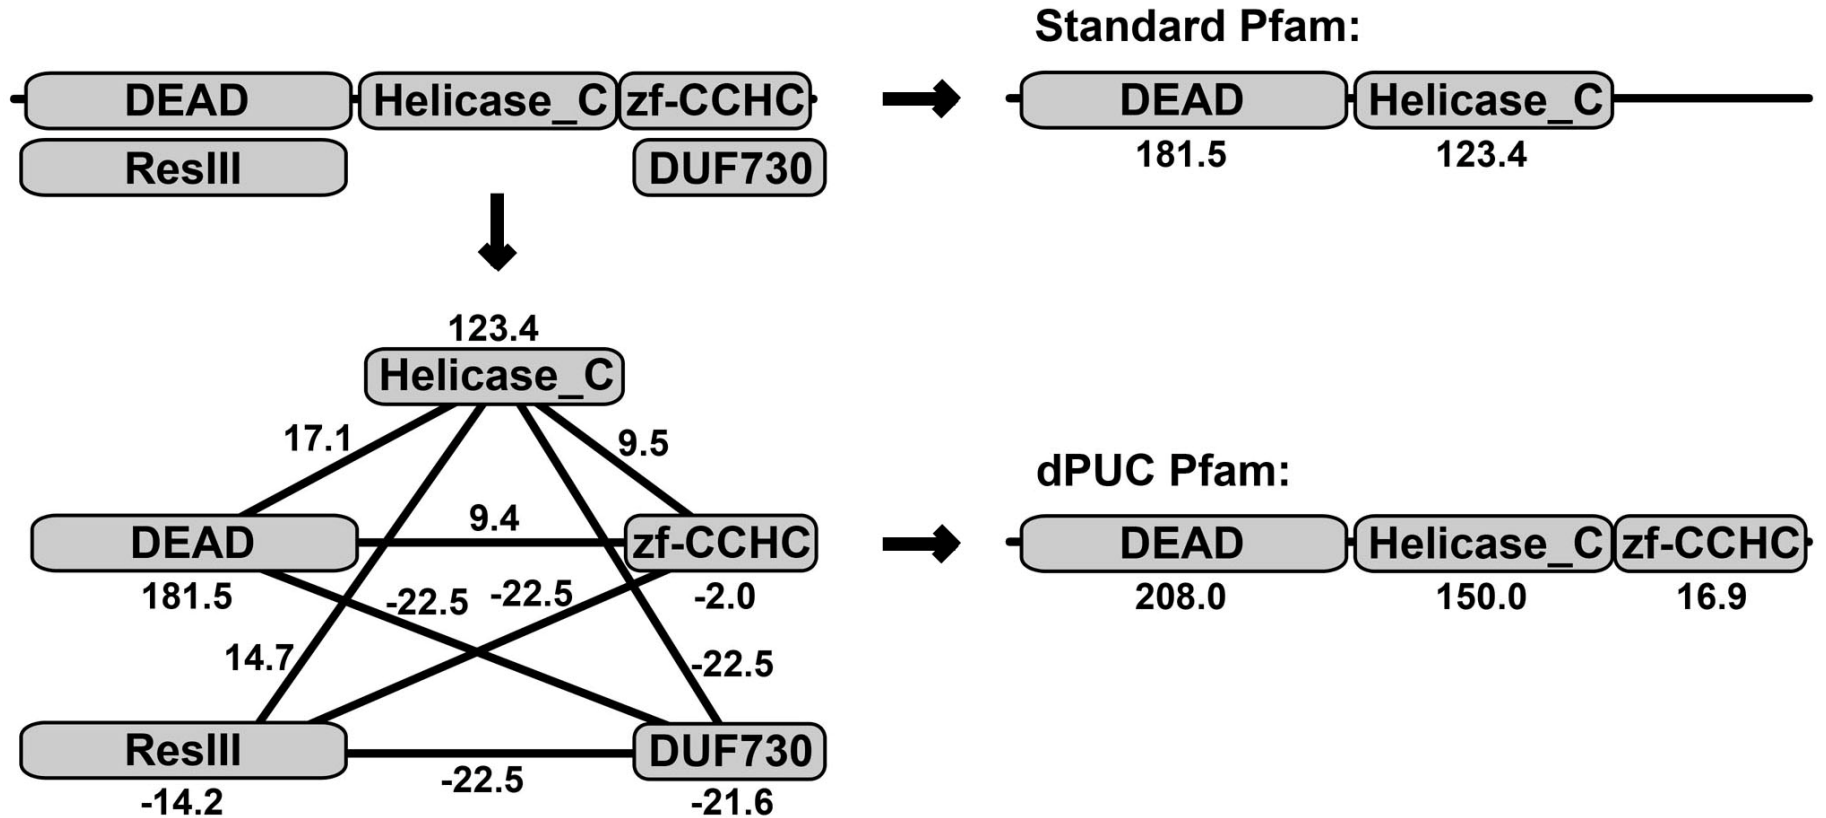 Standard Pfam:
DEAD Helicase_C zf-CCHC
DEAD Helicase_C
181.5 123.4
ResIII DUF730
123.4
Helicase_C
17.1 9.5
dPUC Pfam:
9.4
DEAD zf-CCHC
DEAD Helicase_C zf-CCHC
181.5 -22.5 -22.5 -2.0
208.0 150.0 16.9
14.7 -22.5
ResIII DUF730
-22.5
-14.2 -21.6